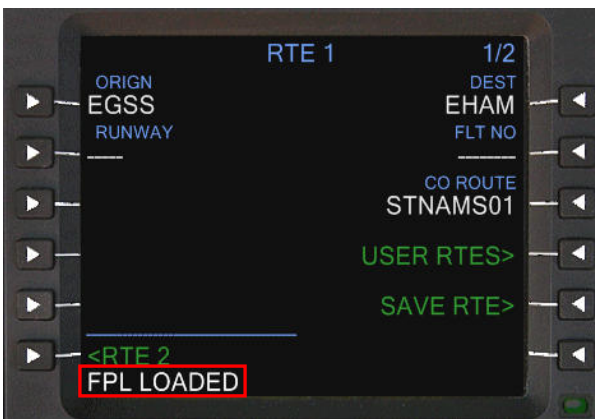 RTE 1 1/2
ORIGN DEST
EGSS EHAM
RUNWAY FLT NO
----- -------
CO ROUTE
STNAMS01
USER RTES>
SAVE RTE>
<RTE 2
FPL LOADED